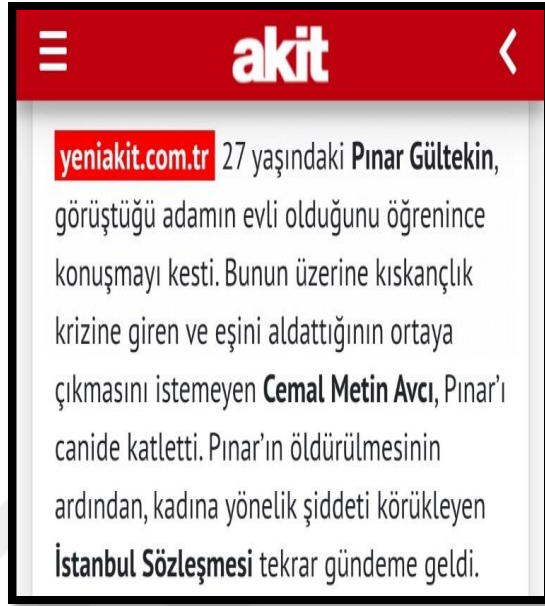 akit
yeniakit.com.tr 27 yaşındaki Pınar Gültekin,
görüştüğü adamın evli olduğunu öğrenince
konuşmayı kesti. Bunun üzerine kıskançlık
krizine giren ve eşini aldattığının ortaya
çıkmasını istemeyen Cemal Metin Avcı, Pınar’ı
canide katletti. Pınar’ın öldürülmesinin
ardından, kadına yönelik şiddeti körükleyen
İstanbul Sözleşmesi tekrar gündeme geldi.